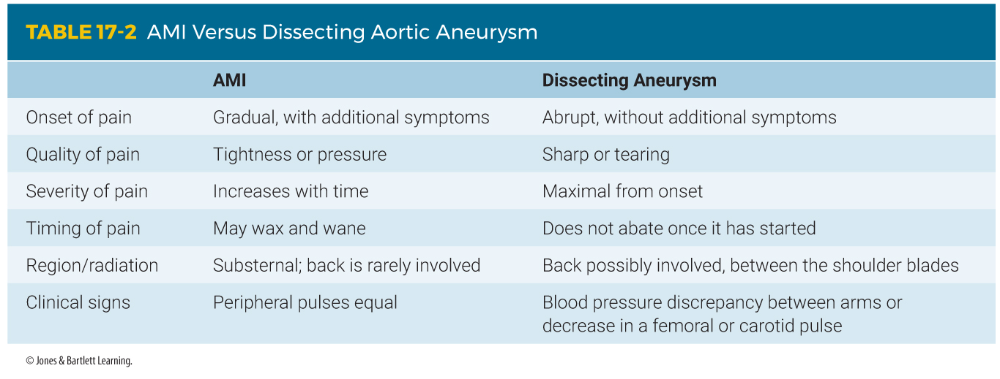 TABLE 17-2 AMI Versus Dissecting Aortic Aneurysm
AMI Dissecting Aneurysm
Onset of pain Gradual, with additional symptoms Abrupt, without additional symptoms
Quality of pain Tightness or pressure Sharp or tearing
Severity of pain Increases with time Maximal from onset
Timing of pain May wax and wane Does not abate once it has started
Region/radiation Substernal; back is rarely involved Back possibly involved, between the shoulder blades
Clinical signs Peripheral pulses equal Blood pressure discrepancy between arms or
decrease in a femoral or carotid pulse
© Jones & Bartlett Learning.